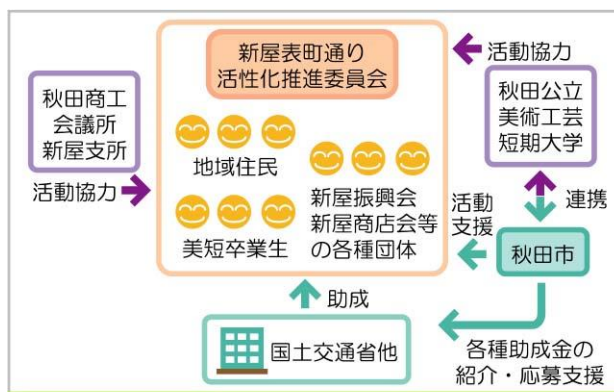 新屋表町通り
活性化推進委員会
活動協力
秋田商工
会議所
新屋支所
活動協力
秋田公立
美術工芸
短期大学
地域住民
美短卒業生
新屋振興会
新屋商店会等
の各種団体
活動
支援
連携
秋田市
助成
国土交通省他
各種助成金の
紹介・応募支援